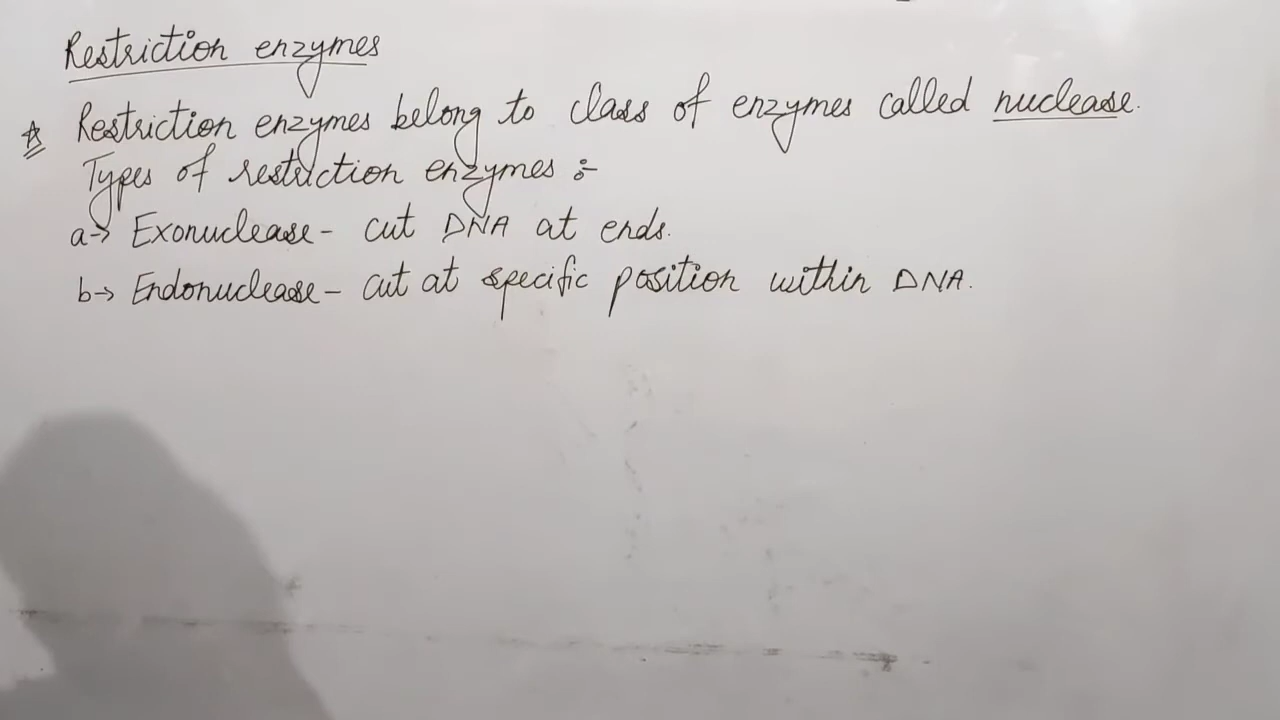 Restriction enzymes
☆ Restriction enzymes belong to class of enzymes called nuclease.
Types of restriction enzymes :-
a→ Exonuclease - cut DNA at ends.
b→ Endonuclease - cut at specific position within DNA.